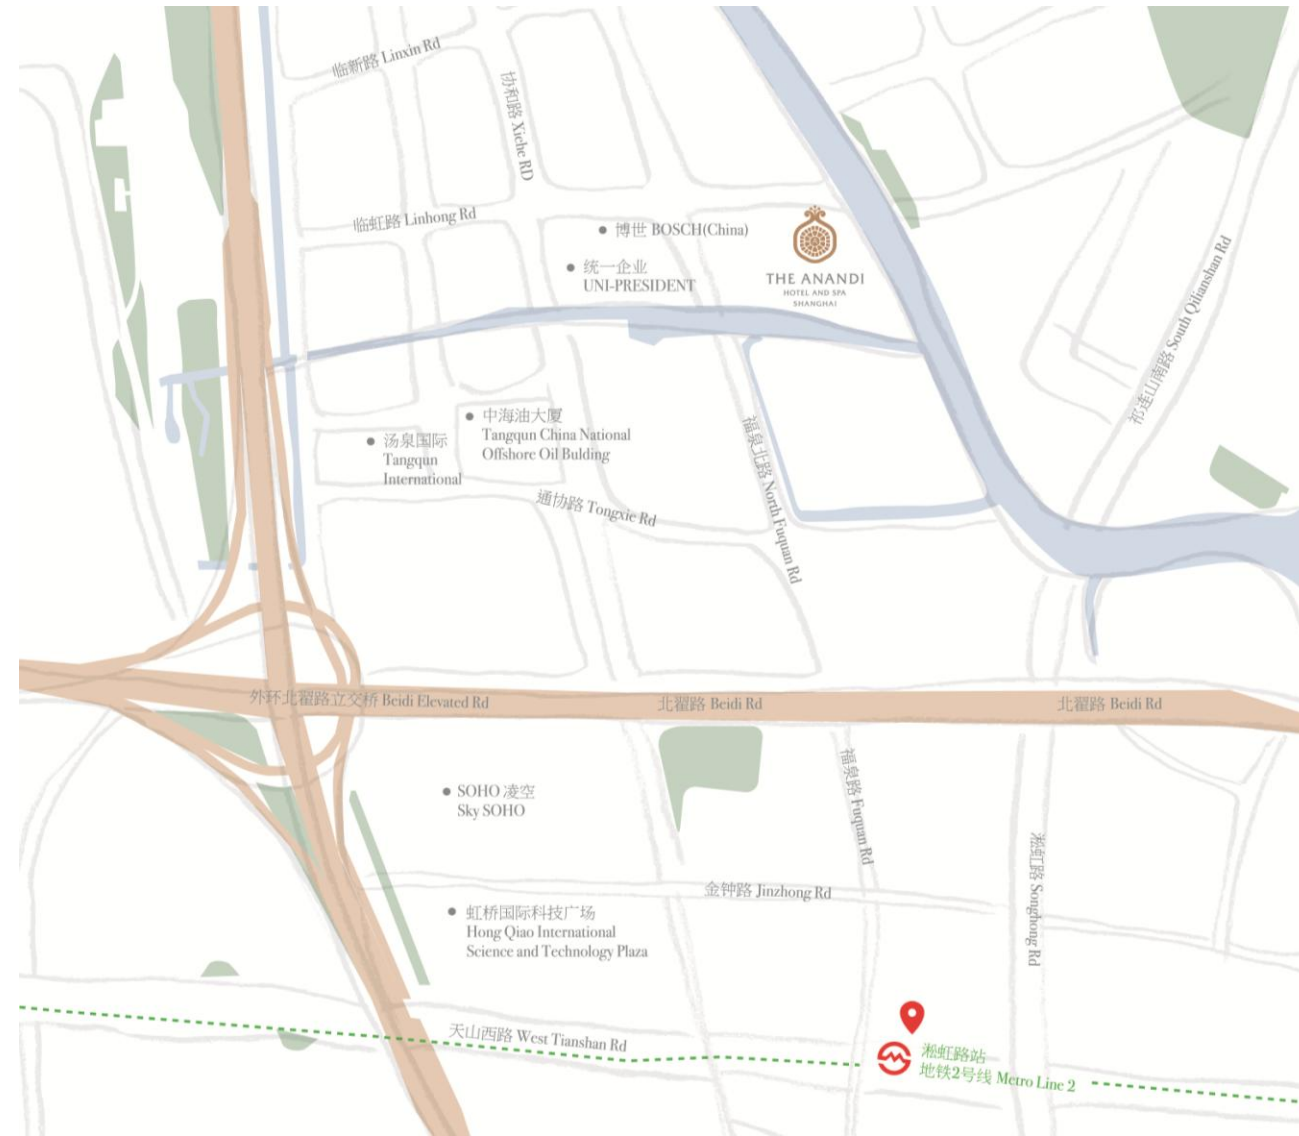 临新路 Linxin Rd
协和路 Xiehe RD
临虹路 Linhong Rd
博世 BOSCH(China)
统一企业
UNI-PRESIDENT
THE ANANDI
HOTEL AND SPA
SHANGHAI
祁连山南路 South Qilianshan Rd
中海油大厦
Tangqun China National
Offshore Oil Bulding
汤泉国际
Tangqun
International
通协路 Tongxie Rd
福泉北路 North Fuquan Rd
外环北翟路立交桥 Beidi Elevated Rd
北翟路 Beidi Rd
北翟路 Beidi Rd
SOHO 凌空
Sky SOHO
福泉路 Fuquan Rd
淞虹路 Songhong Rd
金钟路 Jinzhong Rd
虹桥国际科技广场
Hong Qiao International
Science and Technology Plaza
天山西路 West Tianshan Rd
淞虹路站
地铁2号线 Metro Line 2